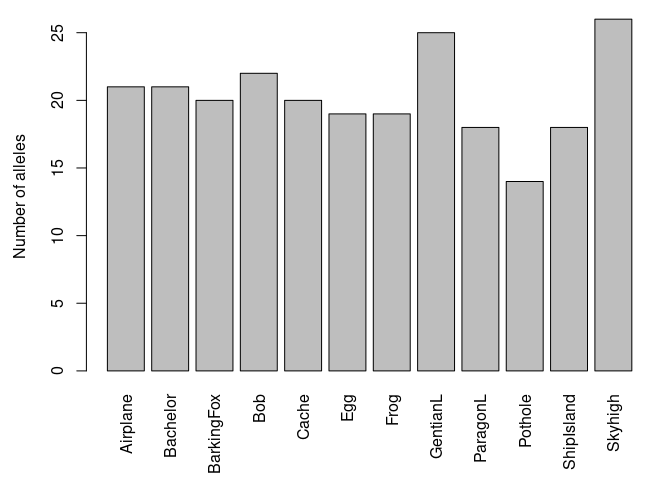 Number of alleles
25
20
15
10
5
0
Airplane
Bachelor
BarkingFox
Bob
Cache
Egg
Frog
GentianL
ParagonL
Pothole
ShipIsland
Skyhigh